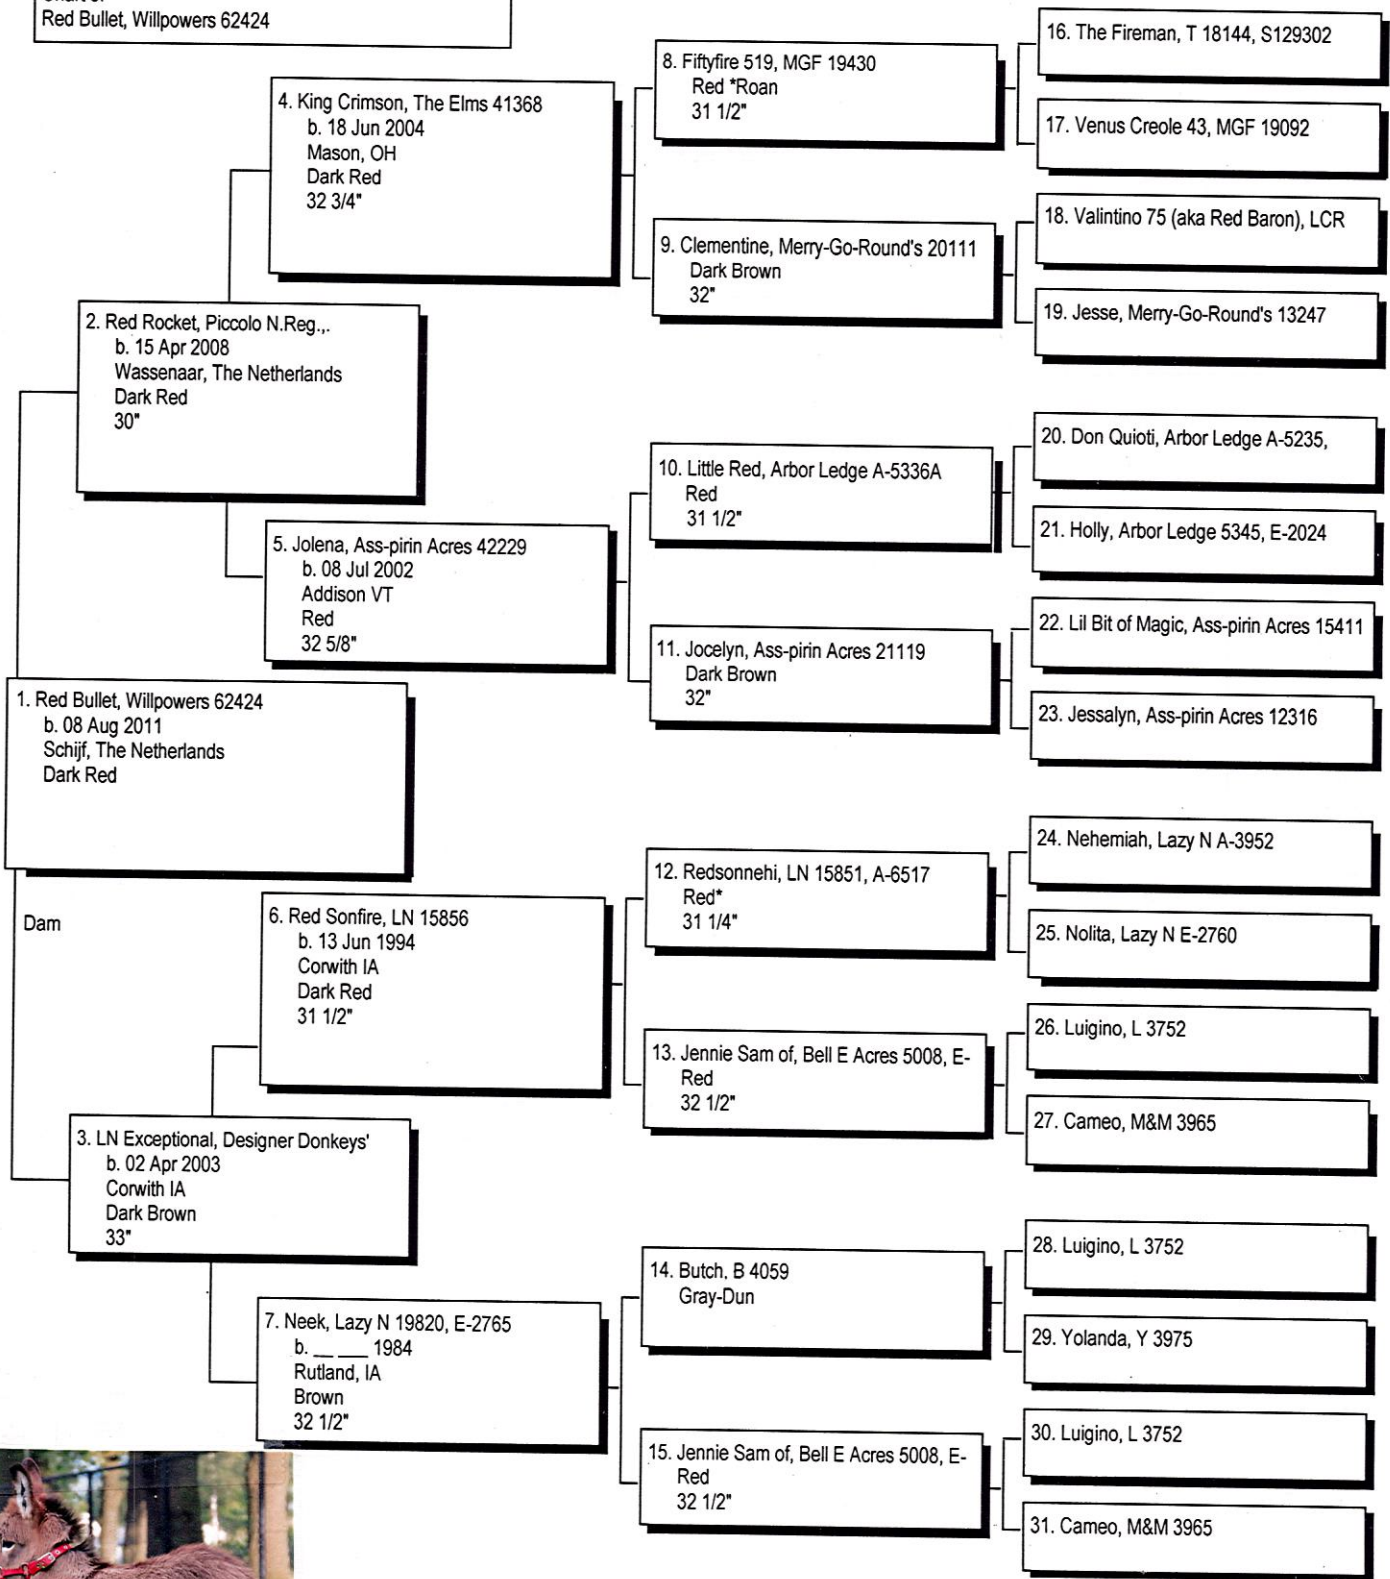 Red Bullet, Willpowers 62424
16. The Fireman, T 18144, S129302
8. Fiftyfire 519, MGF 19430
Red *Roan
31 1/2"
4. King Crimson, The Elms 41368
b. 18 Jun 2004
Mason, OH
Dark Red
32 3/4"
17. Venus Creole 43, MGF 19092
18. Valintino 75 (aka Red Baron), LCR
9. Clementine, Merry-Go-Round's 20111
Dark Brown
32"
19. Jesse, Merry-Go-Round's 13247
2. Red Rocket, Piccolo N.Reg.,.
b. 15 Apr 2008
Wassenaar, The Netherlands
Dark Red
30"
20. Don Quioti, Arbor Ledge A-5235,
10. Little Red, Arbor Ledge A-5336A
Red
31 1/2"
21. Holly, Arbor Ledge 5345, E-2024
5. Jolena, Ass-pirin Acres 42229
b. 08 Jul 2002
Addison VT
Red
32 5/8"
22. Lil Bit of Magic, Ass-pirin Acres 15411
11. Jocelyn, Ass-pirin Acres 21119
Dark Brown
32"
23. Jessalyn, Ass-pirin Acres 12316
1. Red Bullet, Willpowers 62424
b. 08 Aug 2011
Schijf, The Netherlands
Dark Red
24. Nehemiah, Lazy N A-3952
12. Redsonnehi, LN 15851, A-6517
Red*
31 1/4"
25. Nolita, Lazy N E-2760
Dam
6. Red Sonfire, LN 15856
b. 13 Jun 1994
Corwith IA
Dark Red
31 1/2"
26. Luigino, L 3752
13. Jennie Sam of, Bell E Acres 5008, E-
Red
32 1/2"
27. Cameo, M&M 3965
3. LN Exceptional, Designer Donkeys'
b. 02 Apr 2003
Corwith IA
Dark Brown
33"
28. Luigino, L 3752
14. Butch, B 4059
Gray-Dun
29. Yolanda, Y 3975
7. Neek, Lazy N 19820, E-2765
b. __ ___ 1984
Rutland, IA
Brown
32 1/2"
30. Luigino, L 3752
15. Jennie Sam of, Bell E Acres 5008, E-
Red
32 1/2"
31. Cameo, M&M 3965